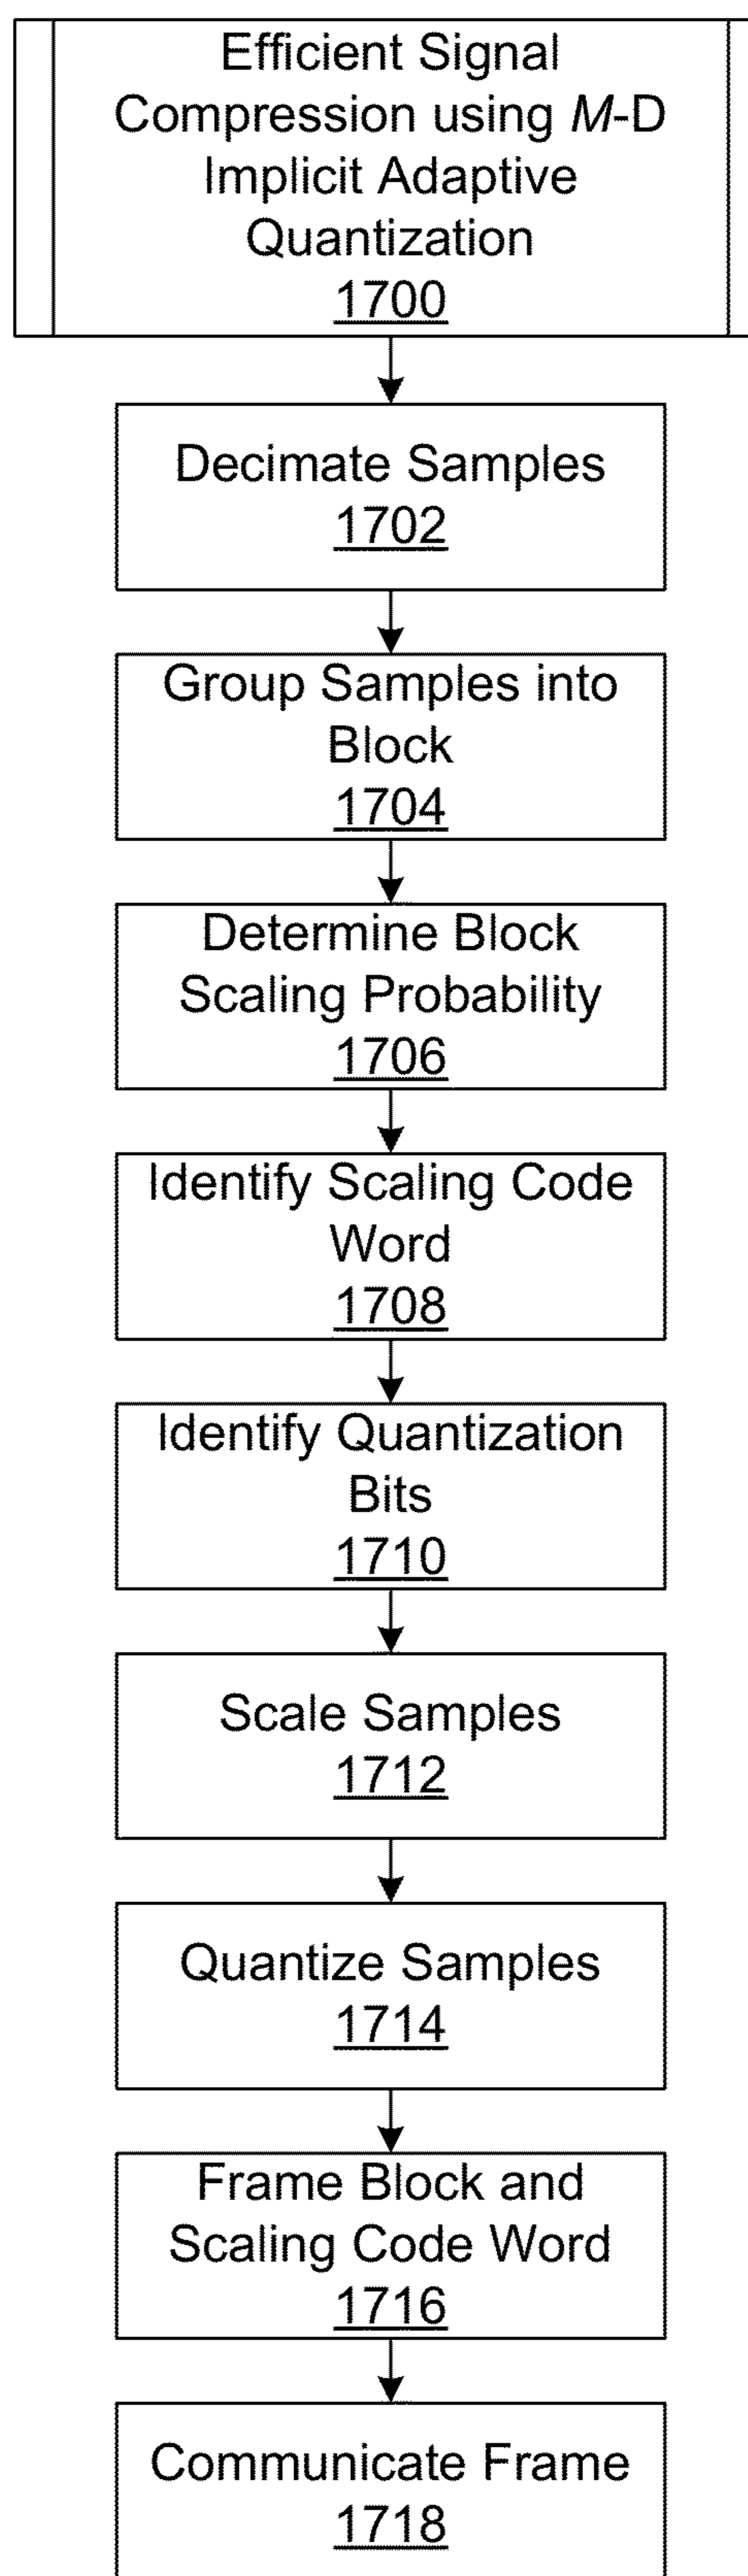 Efficient Signal
Compression using M-D
Implicit Adaptive
Quantization
1700
Decimate Samples
1702
Group Samples into
Block
1704
Determine Block
Scaling Probability
1706
Identify Scaling Code
Word
1708
Identify Quantization
Bits
1710
Scale Samples
1712
Quantize Samples
1714
Frame Block and
Scaling Code Word
1716
Communicate Frame
1718